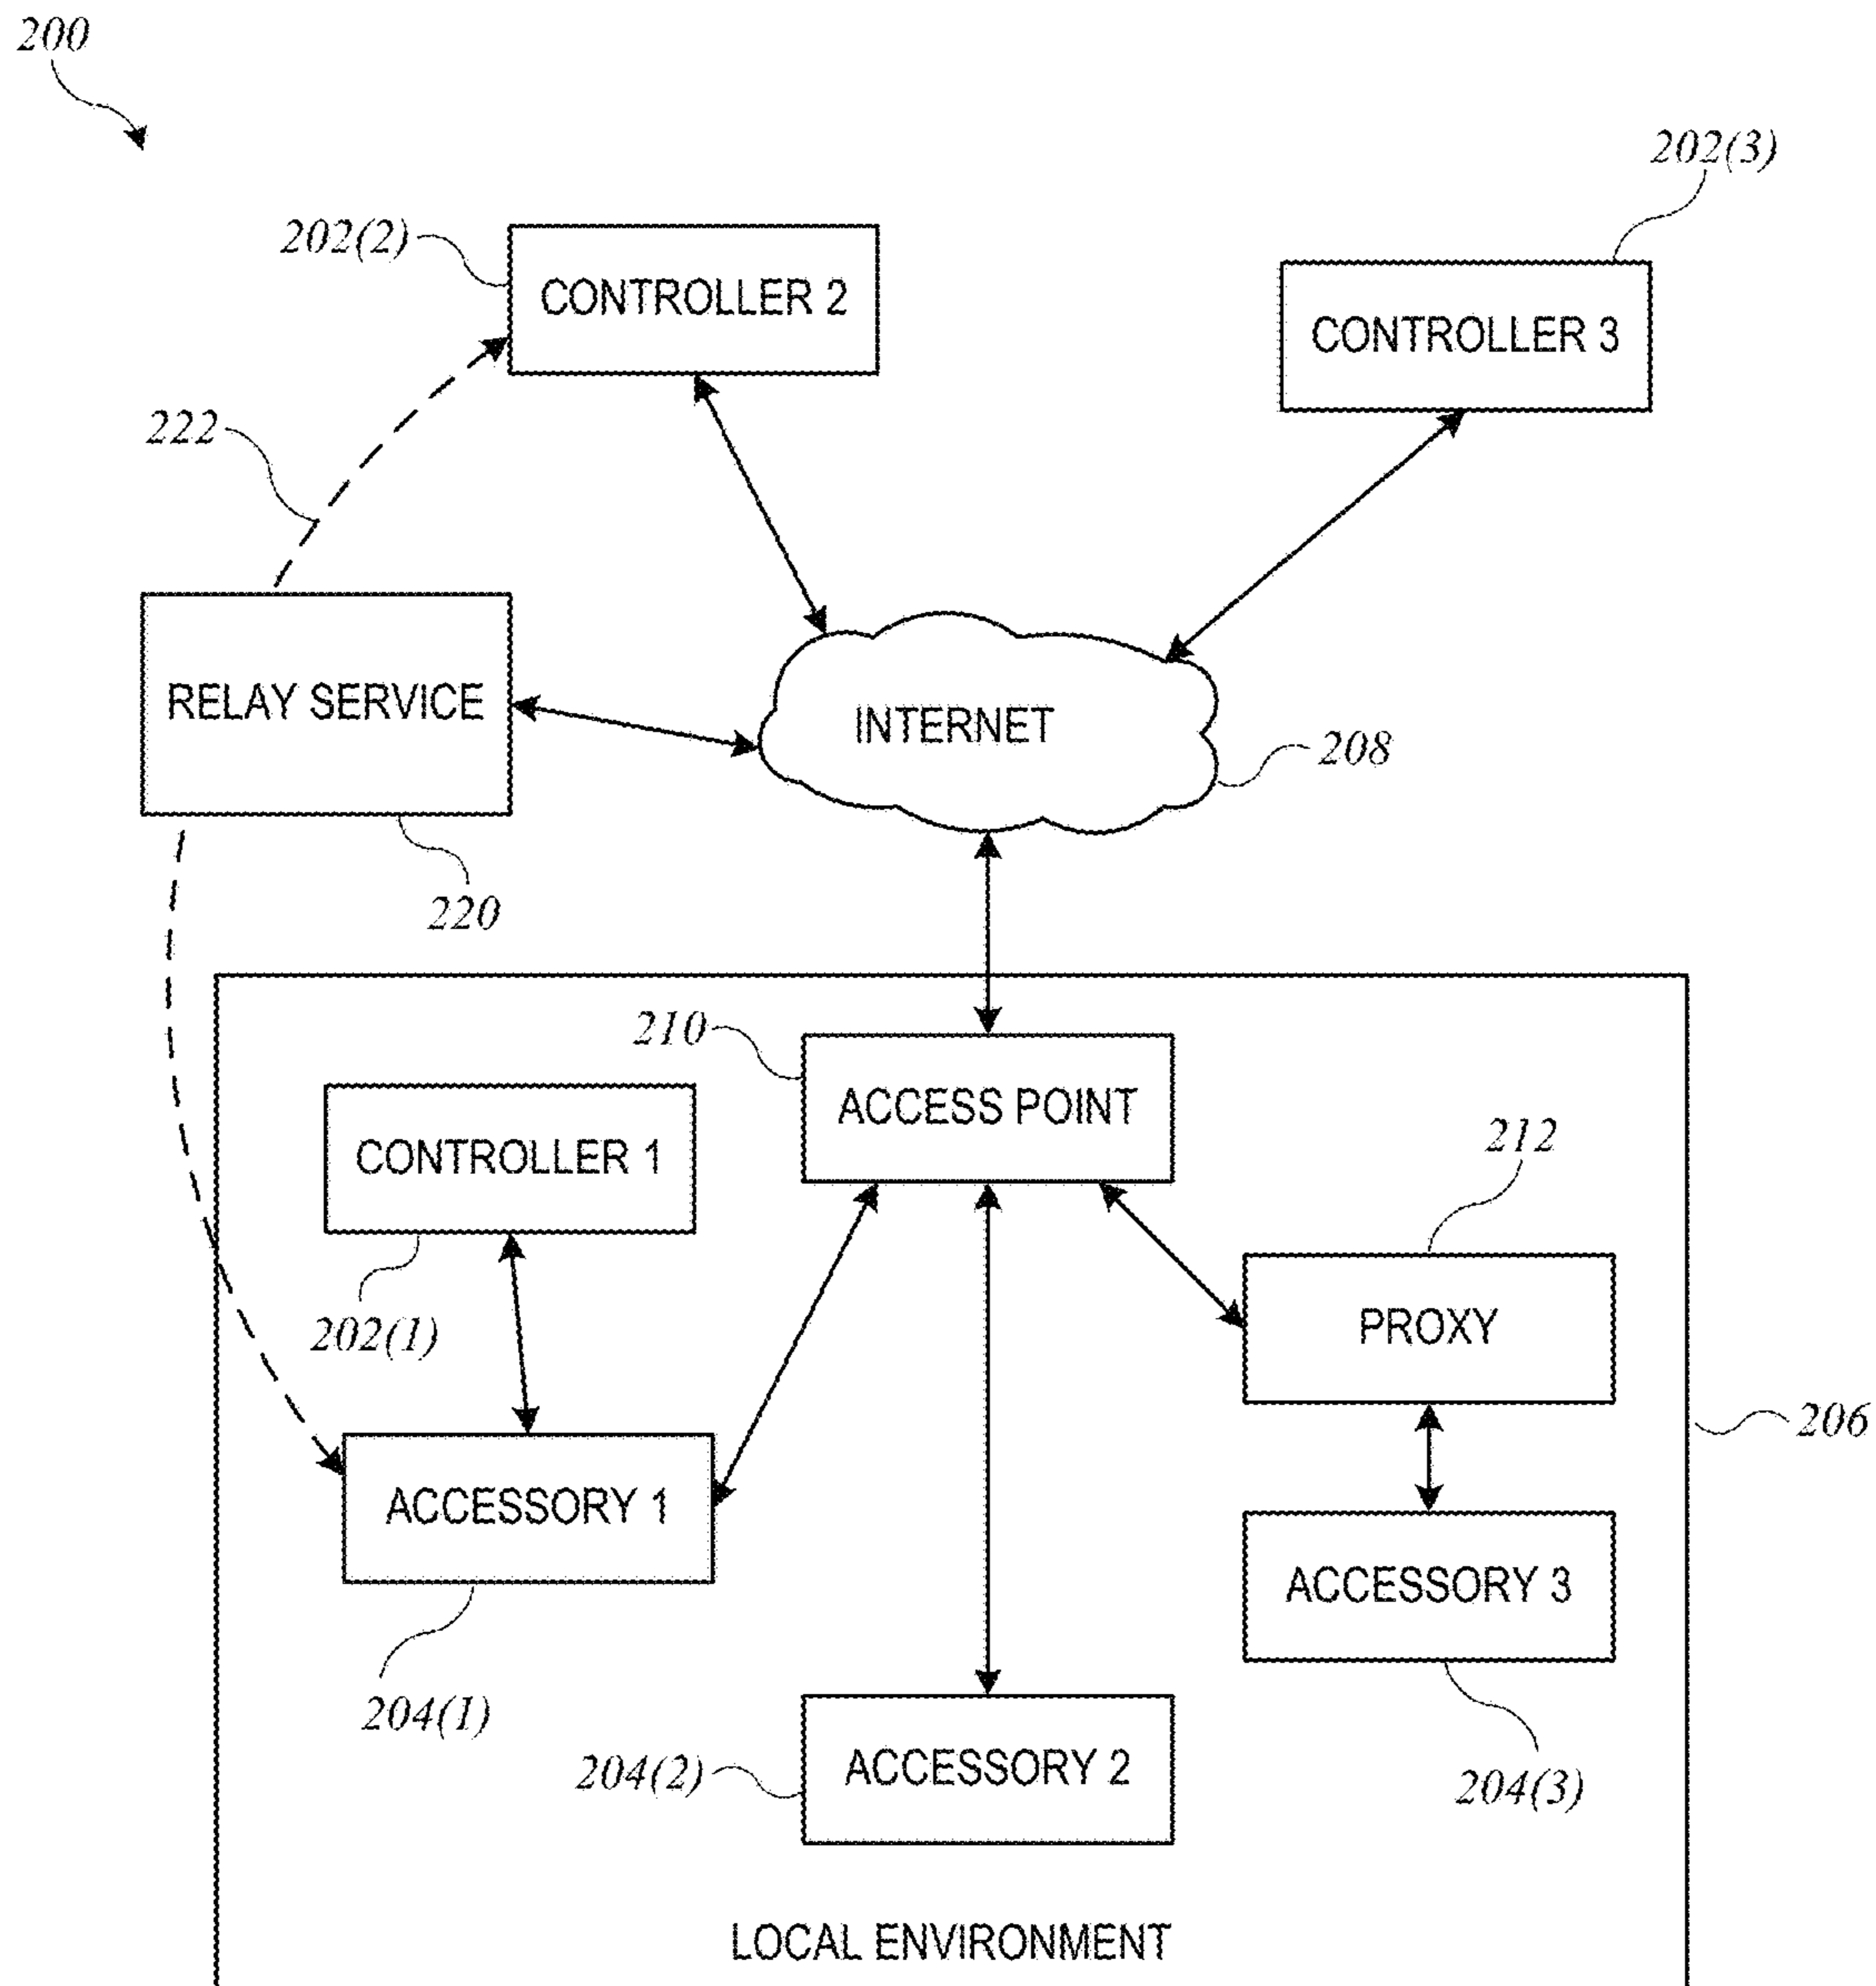 200
202(3)
202(2)
CONTROLLER 2
CONTROLLER 3
222
RELAY SERVICE
INTERNET
208
220
210
ACCESS POINT
CONTROLLER 1
212
202(1)
PROXY
206
ACCESSORY 1
ACCESSORY 3
204(1)
204(2)
ACCESSORY 2
204(3)
LOCAL ENVIRONMENT